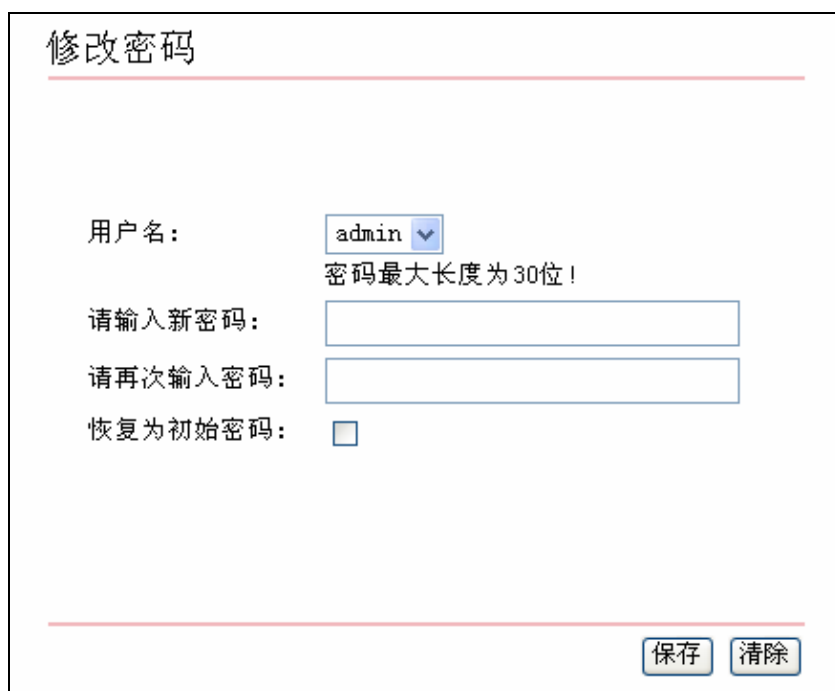 修改密码
用户名：
admin
密码最大长度为30位!
请输入新密码：
请再次输入密码：
恢复为初始密码：
保存 清除